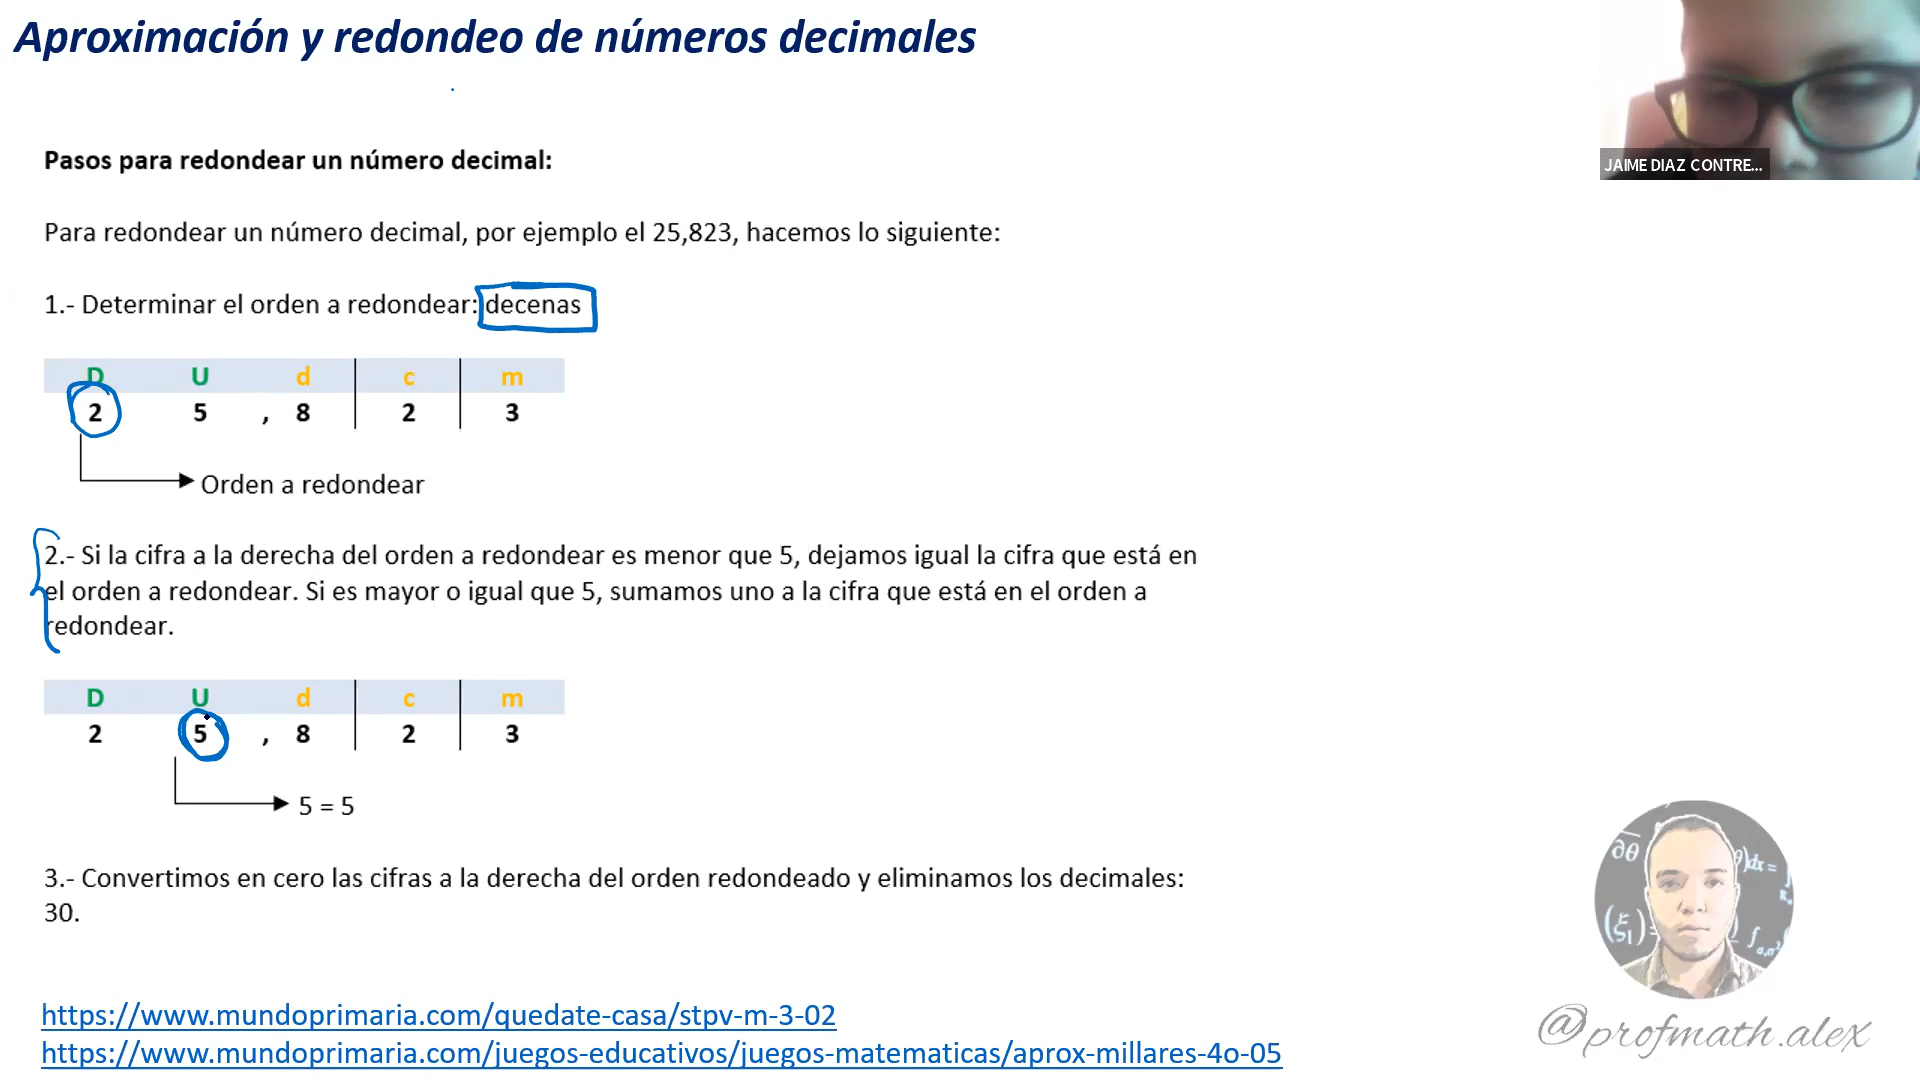 Aproximación y redondeo de números decimales
JAIME DIAZ CONTRE...
Pasos para redondear un número decimal:
Para redondear un número decimal, por ejemplo el 25,823, hacemos lo siguiente:
1.- Determinar el orden a redondear: decenas
D U d c m
2 5 , 8 2 3
Orden a redondear
2.- Si la cifra a la derecha del orden a redondear es menor que 5, dejamos igual la cifra que está en
el orden a redondear. Si es mayor o igual que 5, sumamos uno a la cifra que está en el orden a
redondear.
D U d c m
2 5 , 8 2 3
5 = 5
3.- Convertimos en cero las cifras a la derecha del orden redondeado y eliminamos los decimales:
30.
https://www.mundoprimaria.com/quedate-casa/stpv-m-3-02
https://www.mundoprimaria.com/juegos-educativos/juegos-matematicas/aprox-millares-4o-05
@profmath.alex